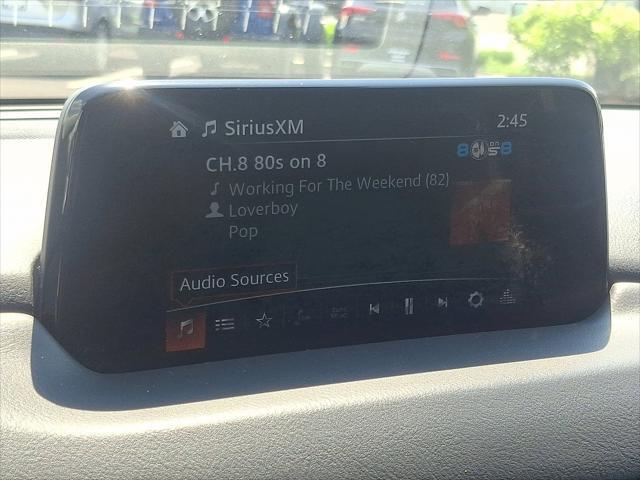 SiriusXM
2:45
CH.8 80s on 8
Working For The Weekend (82)
Loverboy
Pop
Audio Sources